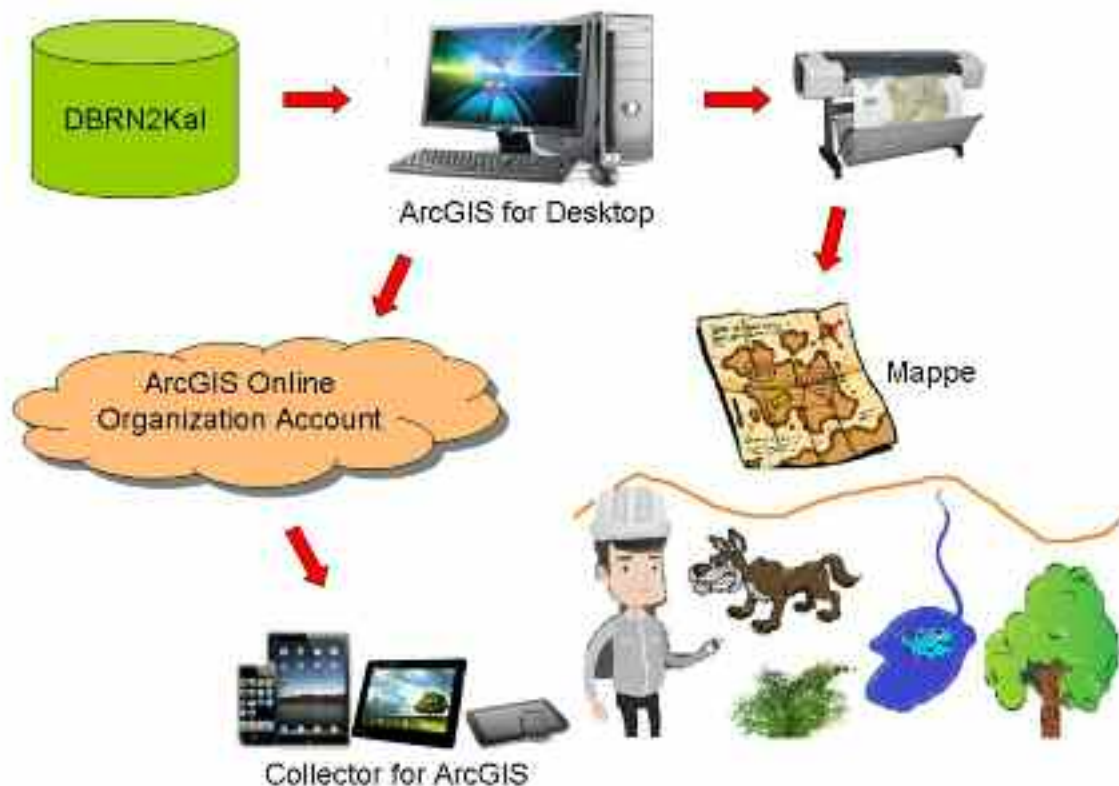 DBRN2Kal
ArcGIS for Desktop
ArcGIS Online
Organization Account
Mappe
Collector for ArcGIS